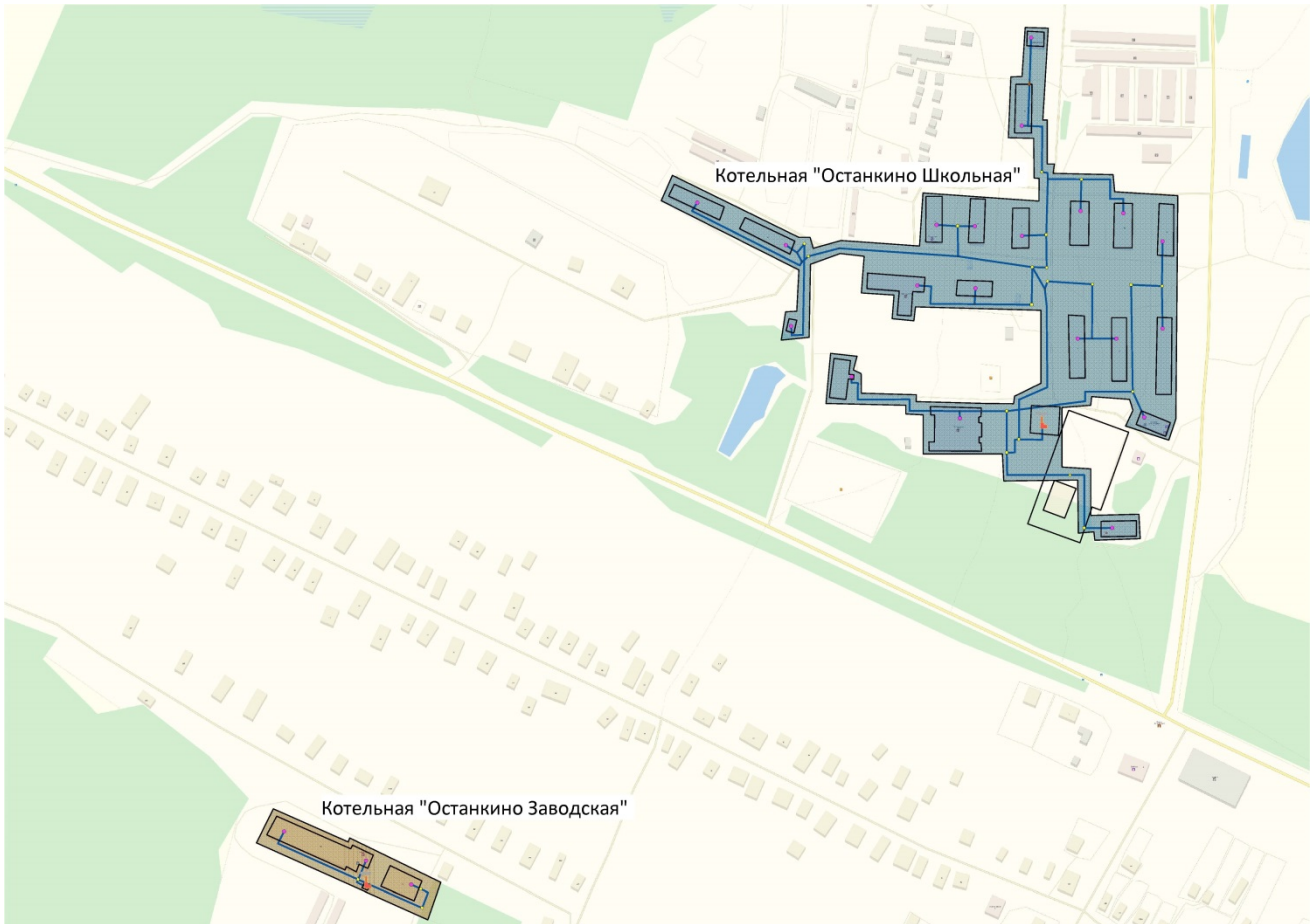 Котельная "Останкино Школьная"
Котельная "Останкино Заводская"